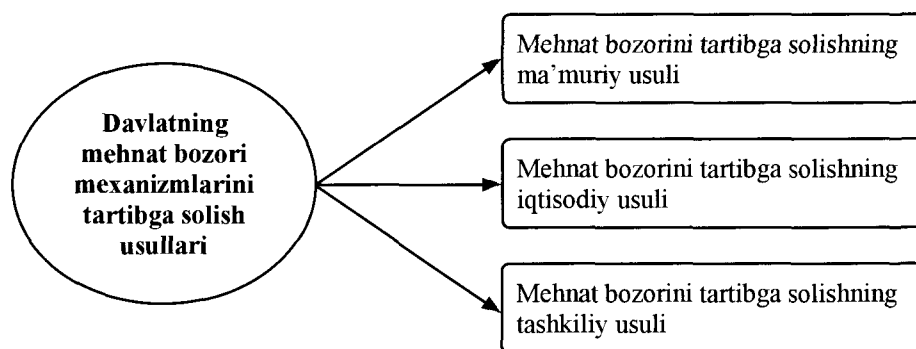 Davlatning
mehnat bozori
mexanizmlarini
tartibga solish
usullari
Mehnat bozorini tartibga solishning
ma'muriy usuli
Mehnat bozorini tartibga solishning
iqtisodiy usuli
Mehnat bozorini tartibga solishning
tashkiliy usuli